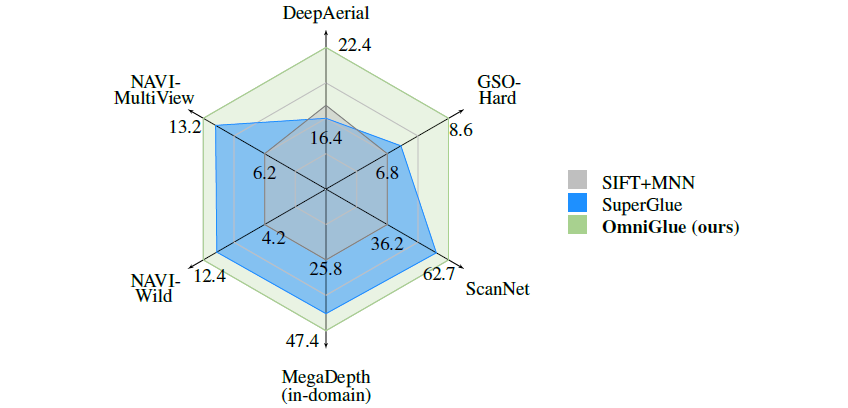 DeepAerial
22.4
NAVI-
MultiView
GSO-
Hard
13.2
8.6
16.4
6.2
6.8
SIFT+MNN
SuperGlue
OmniGlue (ours)
4.2
36.2
25.8
NAVI-
Wild
12.4
62.7
ScanNet
47.4
MegaDepth
(in-domain)